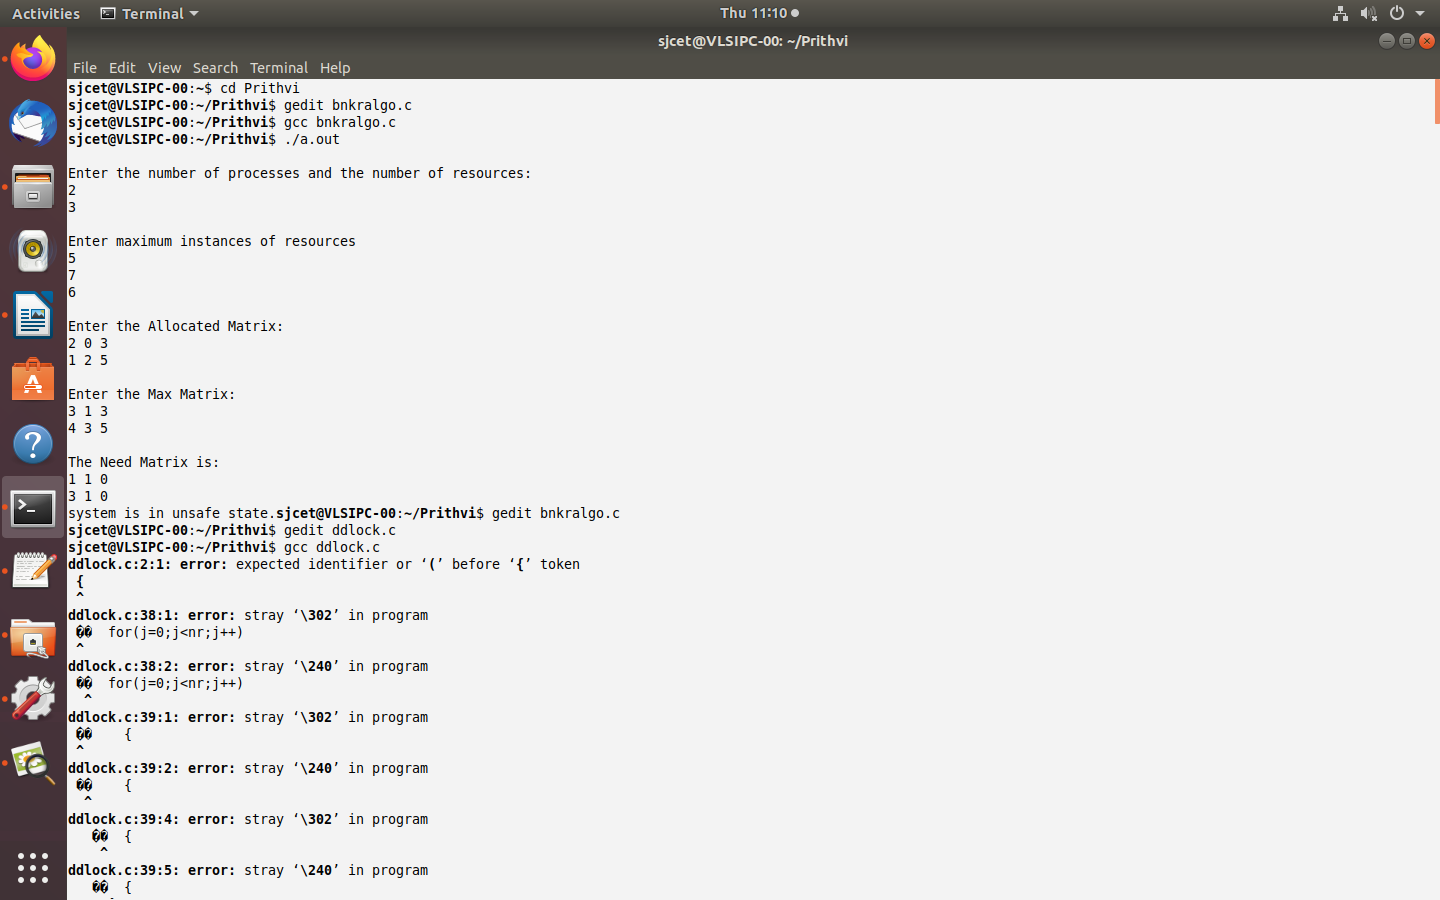 Activities Terminal Thu 11:10
sjcet@VLSIPC-00: ~/Prithvi
File Edit View Search Terminal Help
sjcet@VLSIPC-00:~$ cd Prithvi
sjcet@VLSIPC-00:~/Prithvi$ gedit bnkralgo.c
sjcet@VLSIPC-00:~/Prithvi$ gcc bnkralgo.c
sjcet@VLSIPC-00:~/Prithvi$ ./a.out
Enter the number of processes and the number of resources:
2
3
Enter maximum instances of resources
5
7
6
Enter the Allocated Matrix:
2 0 3
1 2 5
Enter the Max Matrix:
3 1 3
4 3 5
The Need Matrix is:
1 1 0
3 1 0
system is in unsafe state.sjcet@VLSIPC-00:~/Prithvi$ gedit bnkralgo.c
sjcet@VLSIPC-00:~/Prithvi$ gedit ddlock.c
sjcet@VLSIPC-00:~/Prithvi$ gcc ddlock.c
ddlock.c:2:1: error: expected identifier or ‘(’ before ‘{’ token
{
^
ddlock.c:38:1: error: stray ‘\302’ in program
�� for(j=0;j<nr;j++)
^
ddlock.c:38:2: error: stray ‘\240’ in program
�� for(j=0;j<nr;j++)
^
ddlock.c:39:1: error: stray ‘\302’ in program
�� {
^
ddlock.c:39:2: error: stray ‘\240’ in program
�� {
^
ddlock.c:39:4: error: stray ‘\302’ in program
�� {
^
ddlock.c:39:5: error: stray ‘\240’ in program
�� {